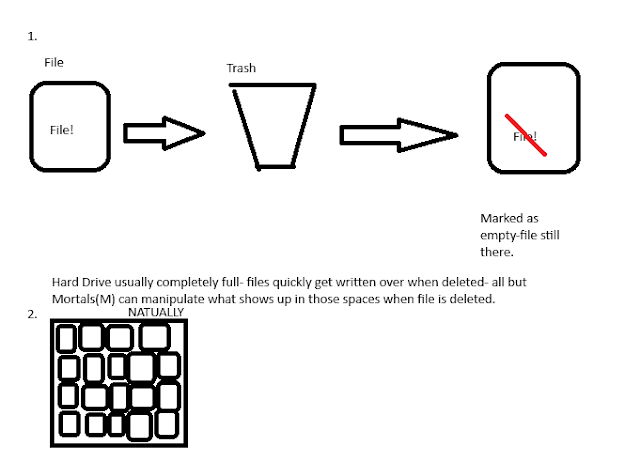 1.
File
Trash
File!
File!
Marked as
empty-file still
there.
Hard Drive usually completely full- files quickly get written over when deleted- all but
Mortals(M) can manipulate what shows up in those spaces when file is deleted.
2.
NATUALLY